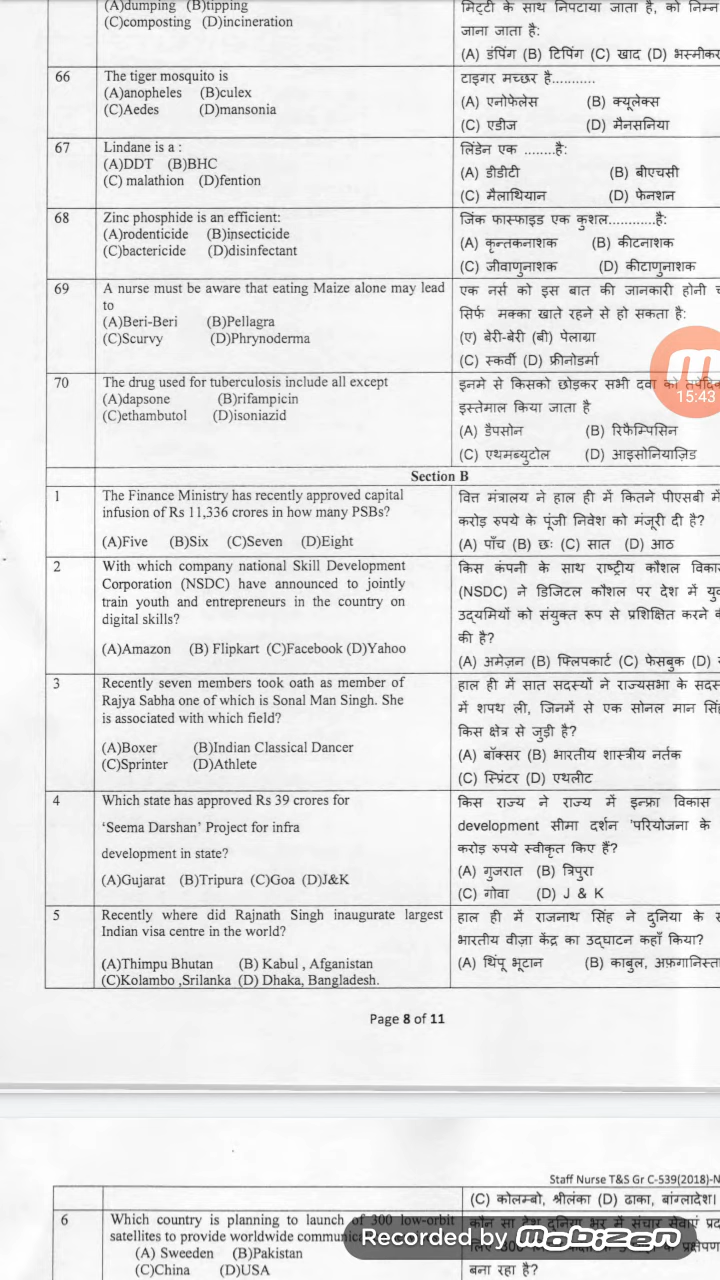 (A)dumping (B)tipping
(C)composting (D)incineration
मिट्टी के साथ निपटाया जाता है, को निम्न
जाना जाता है:
(A) डंपिंग (B) टिपिंग (C) खाद (D) भस्मीकर
66 The tiger mosquito is
(A)anopheles (B)culex
(C)Aedes (D)mansonia
टाइगर मच्छर है...........
(A) एनोफेलेस (B) क्यूलेक्स
(C) एडीज (D) मैनसनिया
67 Lindane is a :
(A)DDT (B)BHC
(C) malathion (D)fention
लिंडेन एक ........है:
(A) डीडीटी (B) बीएचसी
(C) मैलाथियान (D) फेनशन
68 Zinc phosphide is an efficient:
(A)rodenticide (B)insecticide
(C)bactericide (D)disinfectant
जिंक फास्फाइड एक कुशल............है:
(A) कृन्तकनाशक (B) कीटनाशक
(C) जीवाणुनाशक (D) कीटाणुनाशक
69 A nurse must be aware that eating Maize alone may lead
to
(A)Beri-Beri (B)Pellagra
(C)Scurvy (D)Phrynoderma
एक नर्स को इस बात की जानकारी होनी
सिर्फ मक्का खाते रहने से हो सकता है:
(ए) बेरी-बेरी (बी) पेलाग्रा
(C) स्कर्वी (D) फ्रीनोडर्मा
70 The drug used for tuberculosis include all except
(A)dapsone (B)rifampicin
(C)ethambutol (D)isoniazid
इनमे से किसको छोड़कर सभी दवा को
इस्तेमाल किया जाता है
(A) डैपसोन (B) रिफैम्पिसिन
(C) एथमब्युटोल (D) आइसोनियाज़िड
15:43
Section B
1 The Finance Ministry has recently approved capital
infusion of Rs 11,336 crores in how many PSBs?
(A)Five (B)Six (C)Seven (D)Eight
वित्त मंत्रालय ने हाल ही में कितने पीएसबी में
करोड़ रुपये के पूंजी निवेश को मंजूरी दी है?
(A) पाँच (B) छः (C) सात (D) आठ
2 With which company national Skill Development
Corporation (NSDC) have announced to jointly
train youth and entrepreneurs in the country on
digital skills?
(A)Amazon (B) Flipkart (C)Facebook (D)Yahoo
किस कंपनी के साथ राष्ट्रीय कौशल विका
(NSDC) ने डिजिटल कौशल पर देश में
उद्यमियों को संयुक्त रूप से प्रशिक्षित करने
की है?
(A) अमेज़न (B) फ्लिपकार्ट (C) फेसबुक (D)
3 Recently seven members took oath as member of
Rajya Sabha one of which is Sonal Man Singh. She
is associated with which field?
(A)Boxer (B)Indian Classical Dancer
(C)Sprinter (D)Athlete
हाल ही में सात सदस्यों ने राज्यसभा के सदस्
में शपथ ली, जिनमें से एक सोनल मान सिं
किस क्षेत्र से जुड़ी है?
(A) बॉक्सर (B) भारतीय शास्त्रीय नर्तक
(C) स्प्रिंटर (D) एथलीट
4 Which state has approved Rs 39 crores for
‘Seema Darshan’ Project for infra
development in state?
(A)Gujarat (B)Tripura (C)Goa (D)J&K
किस राज्य ने राज्य में इन्फ्रा विकास
development सीमा दर्शन 'परियोजना के
करोड़ रुपये स्वीकृत किए हैं?
(A) गुजरात (B) त्रिपुरा
(C) गोवा (D) J & K
5 Recently where did Rajnath Singh inaugurate largest
Indian visa centre in the world?
(A)Thimpu Bhutan (B) Kabul , Afganistan
(C)Kolambo ,Srilanka (D) Dhaka, Bangladesh.
हाल ही में राजनाथ सिंह ने दुनिया के
भारतीय वीज़ा केंद्र का उद्घाटन कहाँ किया?
(A) थिंपू भूटान (B) काबुल, अफ़गानिस्ता
Page 8 of 11
Staff Nurse T&S Gr C-539(2018)-N
(C) कोलम्बो, श्रीलंका (D) ढाका, बांग्लादेश।
6 Which country is planning to launch of 300 low-orbit
satellites to provide worldwide communic
(A) Sweeden (B)Pakistan
(C)China (D)USA
कौन सा देश दुनिया भर में संचार सेवाएं प्रद
बना रहा है?
Recorded by mobizen